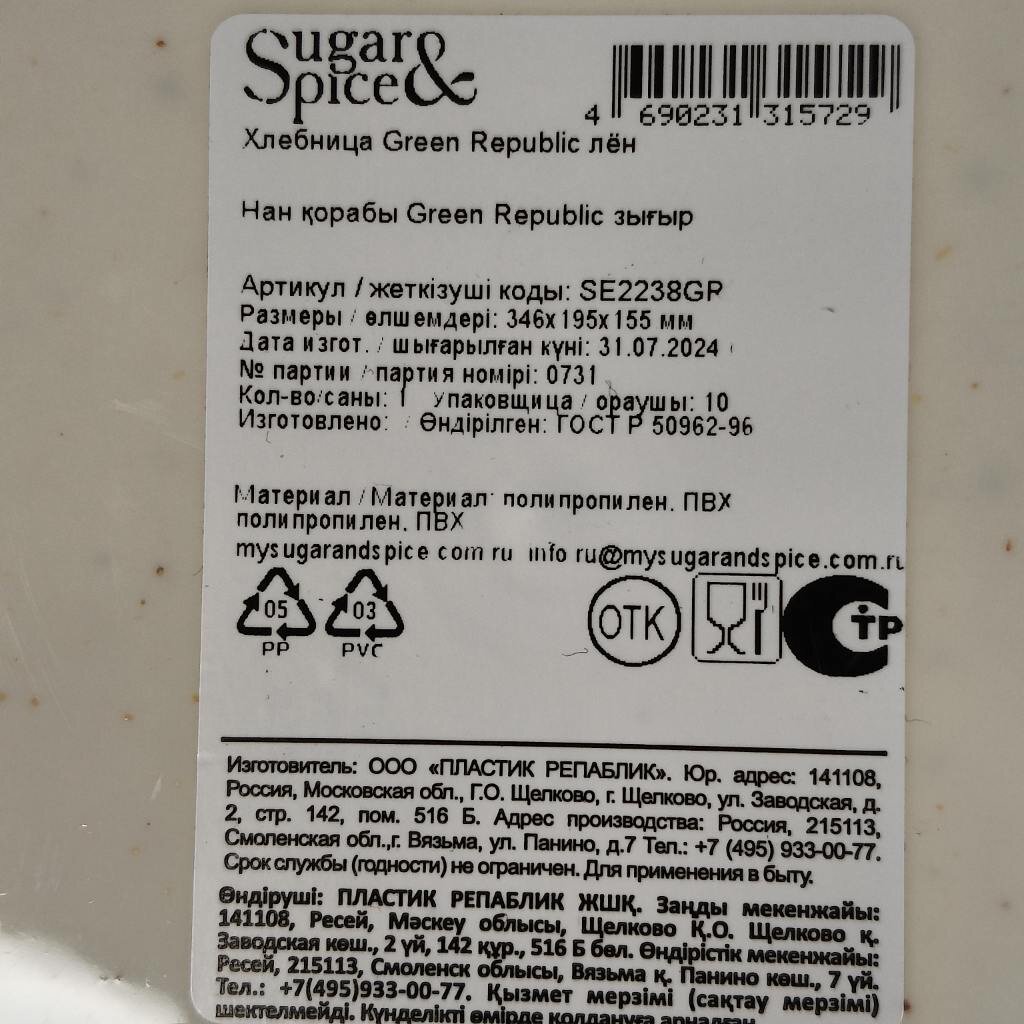 Sugar &
Spice
4 690231 315729
Хлебница Green Republic лён
Нан қорабы Green Republic зығыр
Артикул / жеткізуші коды: SE2238GR
Размеры / өлшемдері: 346x195x155 мм
Дата изгот. / шығарылған күні: 31.07.2024
№ партии / партия номірі: 0731
Кол-во/саны: 1 Упаковщица / ораушы: 10
Изготовлено: / Өндірілген: ГОСТ Р 50962-96
Материал / Материал: полипропилен, ПВХ
полипропилен, ПВХ
mysugarandspice.com.ru info.ru@mysugarandspice.com.ru
05 03
PP PVC
ОТК
СТР
Изготовитель: ООО «ПЛАСТИК РЕПАБЛИК». Юр. адрес: 141108,
Россия, Московская обл., Г.О. Щелково, г. Щелково, ул. Заводская, д.
2, стр. 142, пом. 516 Б. Адрес производства: Россия, 215113,
Смоленская обл.,г. Вязьма, ул. Панино, д.7 Тел.: +7 (495) 933-00-77.
Срок службы (годности) не ограничен. Для применения в быту.
Өндіруші: ПЛАСТИК РЕПАБЛИК ЖШҚ. Заңды мекенжайы:
141108, Ресей, Мәскеу облысы, Щелково Қ.О. Щелково қ.
Заводская көш., 2 үй, 142 құр., 516 Б бөл. Өндірістік мекенжайы:
Ресей, 215113, Смоленск облысы, Вязьма қ. Панино көш., 7 үй.
Тел.: +7(495)933-00-77. Қызмет мерзімі (сақтау мерзімі)
шектелмейді. Күнделікті өмірде қолдануға арналған.